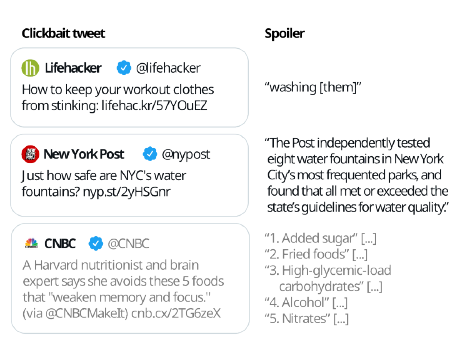 Clickbait tweet
Spoiler
Lifehacker @lifehacker
How to keep your workout clothes
from stinking: lifehac.kr/57YOuEZ
"washing [them]"
New York Post @nypost
Just how safe are NYC's water
fountains? nyp.st/2yHSGnr
"The Post independently tested
eight water fountains in New York
City's most frequented parks, and
found that all met or exceeded the
state's guidelines for water quality."
CNBC @CNBC
A Harvard nutritionist and brain
expert says she avoids these 5 foods
that "weaken memory and focus."
(via @CNBCMakeIt) cnb.cx/2TG6zeX
"1. Added sugar" [...]
"2. Fried foods" [...]
"3. High-glycemic-load
carbohydrates" [...]
"4. Alcohol" [...]
"5. Nitrates" [...]